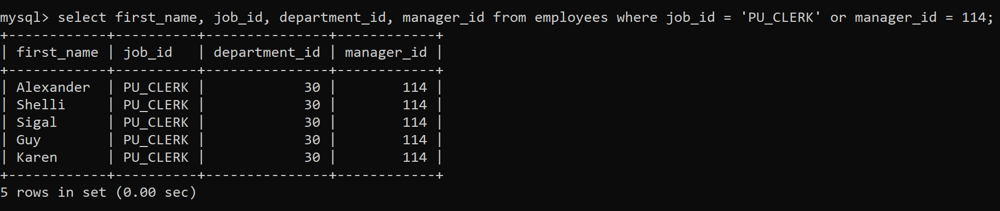 mysql> select first_name, job_id, department_id, manager_id from employees where job_id = 'PU_CLERK' or manager_id = 114;
+------------+----------+---------------+------------+
| first_name | job_id   | department_id | manager_id |
+------------+----------+---------------+------------+
| Alexander  | PU_CLERK |            30 |        114 |
| Shelli     | PU_CLERK |            30 |        114 |
| Sigal      | PU_CLERK |            30 |        114 |
| Guy        | PU_CLERK |            30 |        114 |
| Karen      | PU_CLERK |            30 |        114 |
+------------+----------+---------------+------------+
5 rows in set (0.00 sec)